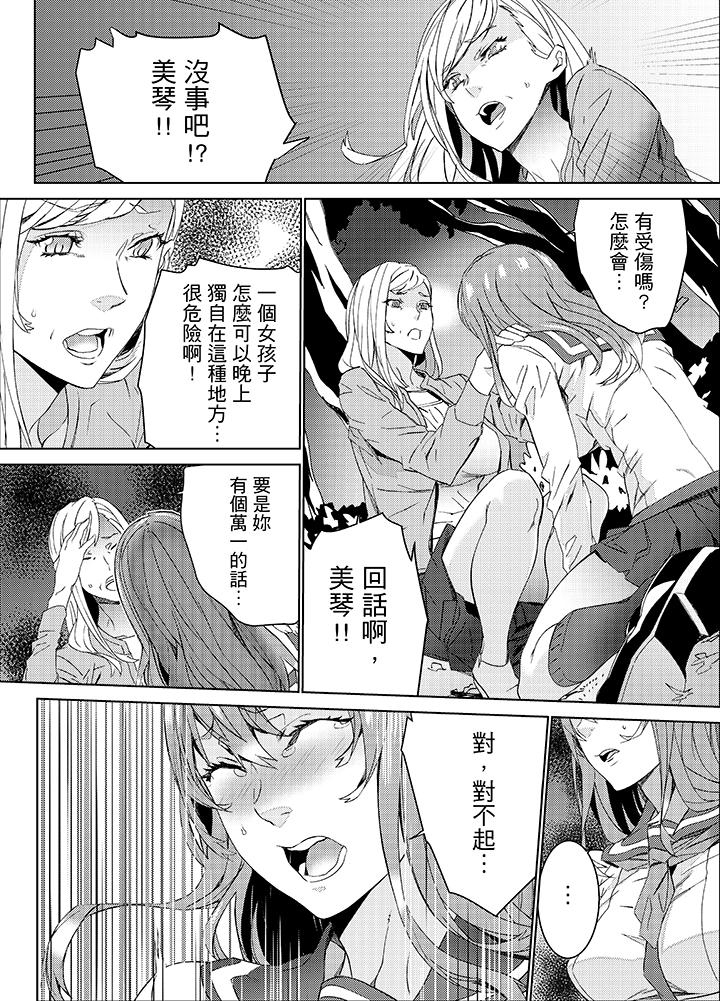 沒事吧!?
美琴!!
有受傷嗎？
怎麼會…
回話啊，
美琴!!
一個女孩子
怎麼可以晚上
獨自在這種地方…
很危險啊！
要是妳
有個萬一的話…
…
對，對不起…